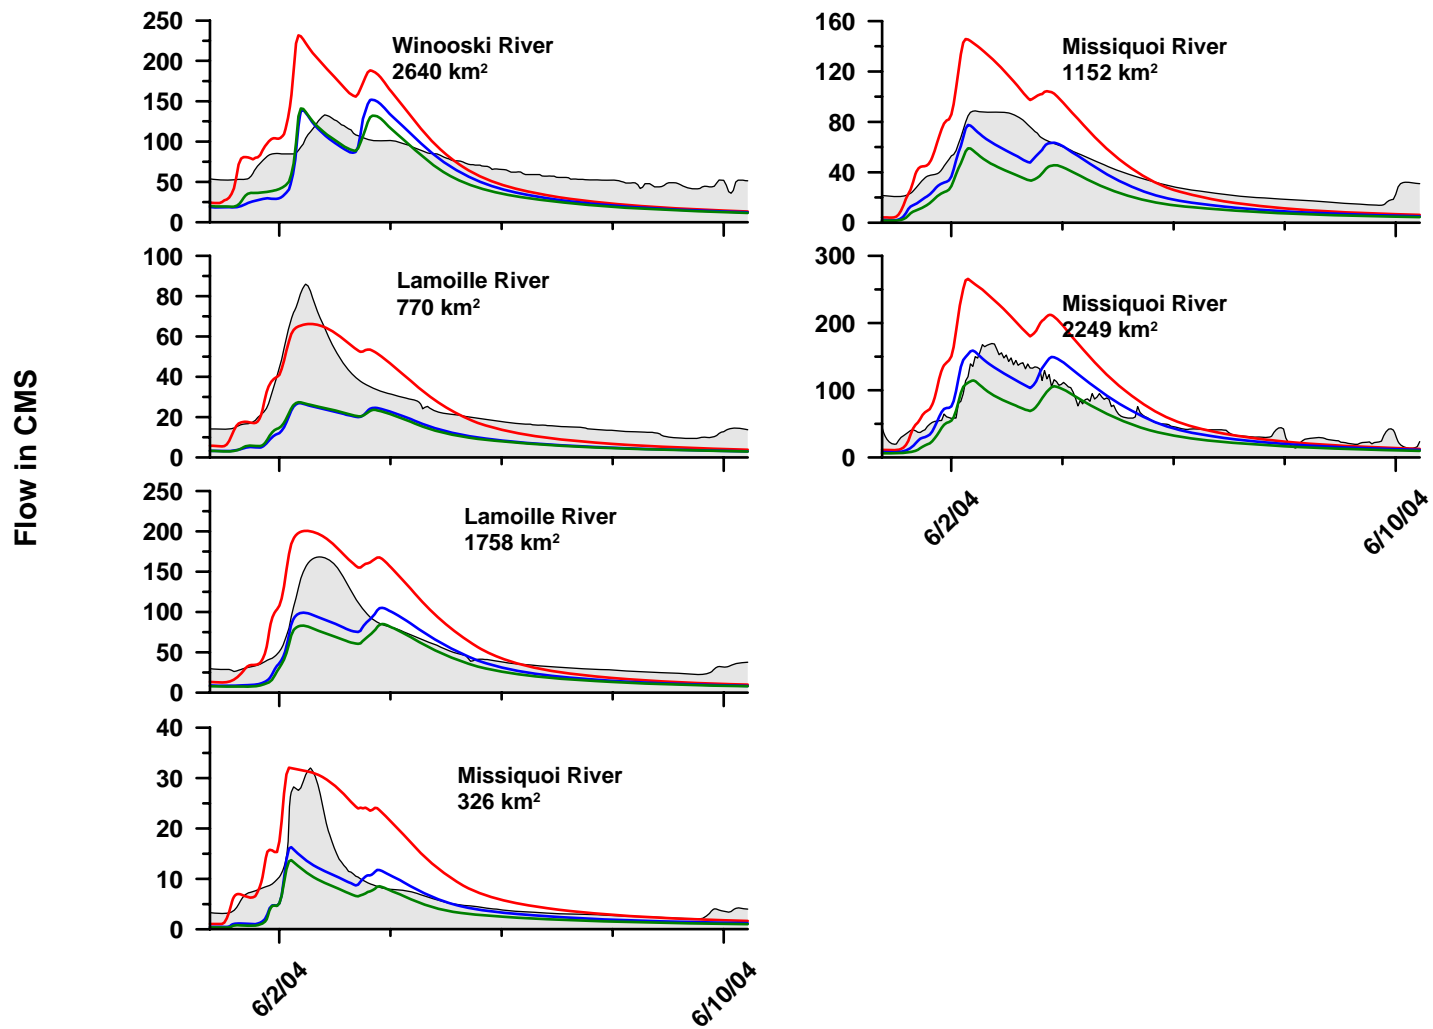 Flow in CMS
250
200
150
100
50
0
Winooski River
2640 km²
100
80
60
40
20
0
Lamoille River
770 km²
250
200
150
100
50
0
Lamoille River
1758 km²
40
30
20
10
0
Missiquoi River
326 km²
6/2/04
6/10/04
160
120
80
40
0
Missiquoi River
1152 km²
300
200
100
0
Missiquoi River
2249 km²
6/2/04
6/10/04